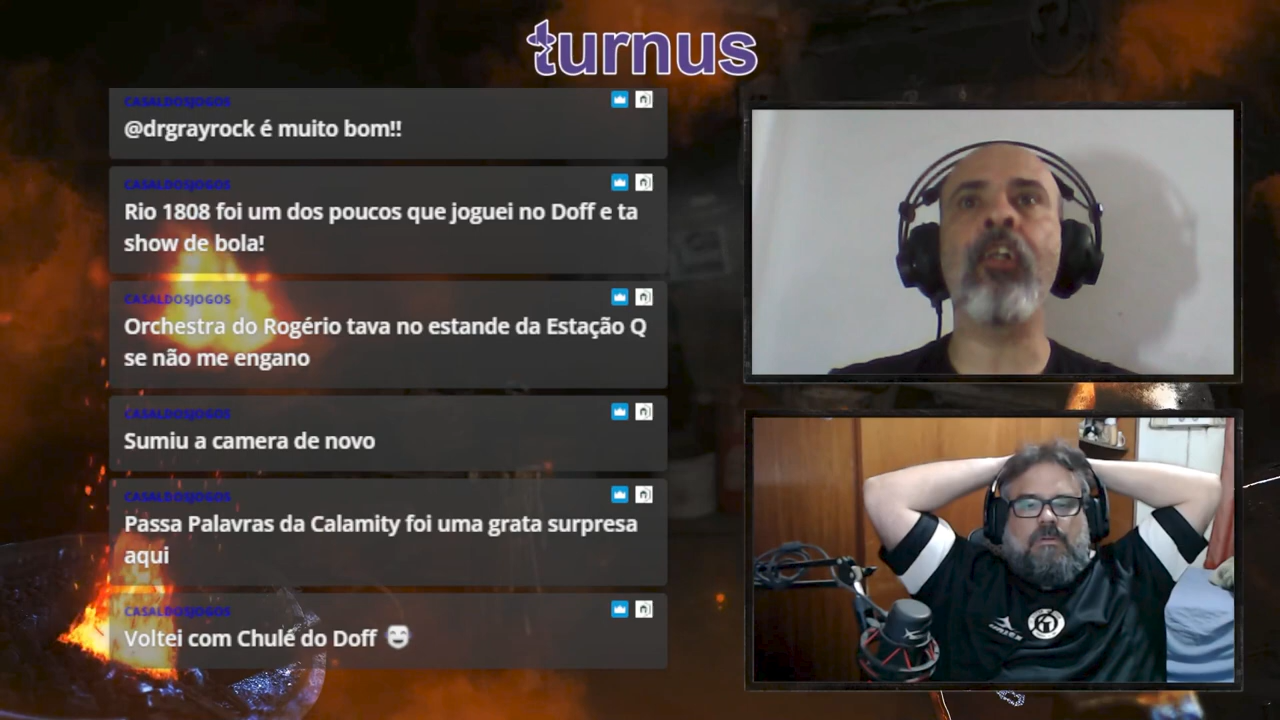 turnus
CASALDOSJOGOS
@drgrayrock é muito bom!!
CASALDOSJOGOS
Rio 1808 foi um dos poucos que joguei no Doff e ta
show de bola!
CASALDOSJOGOS
Orchestra do Rogério tava no estande da Estação Q
se não me engano
CASALDOSJOGOS
Sumiu a camera de novo
CASALDOSJOGOS
Passa Palavras da Calamity foi uma grata surpresa
aqui
CASALDOSJOGOS
Voltei com Chulé do Doff